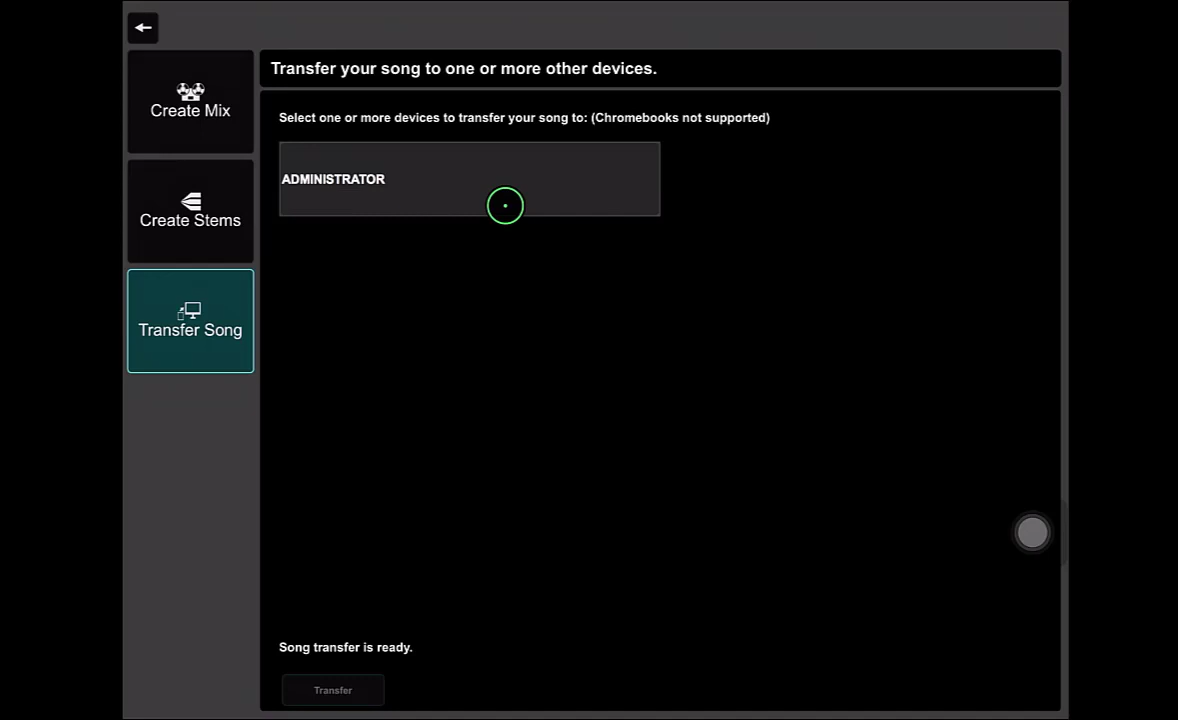 Transfer your song to one or more other devices.
Create Mix
Create Stems
Transfer Song
Select one or more devices to transfer your song to: (Chromebooks not supported)
ADMINISTRATOR
Song transfer is ready.
Transfer